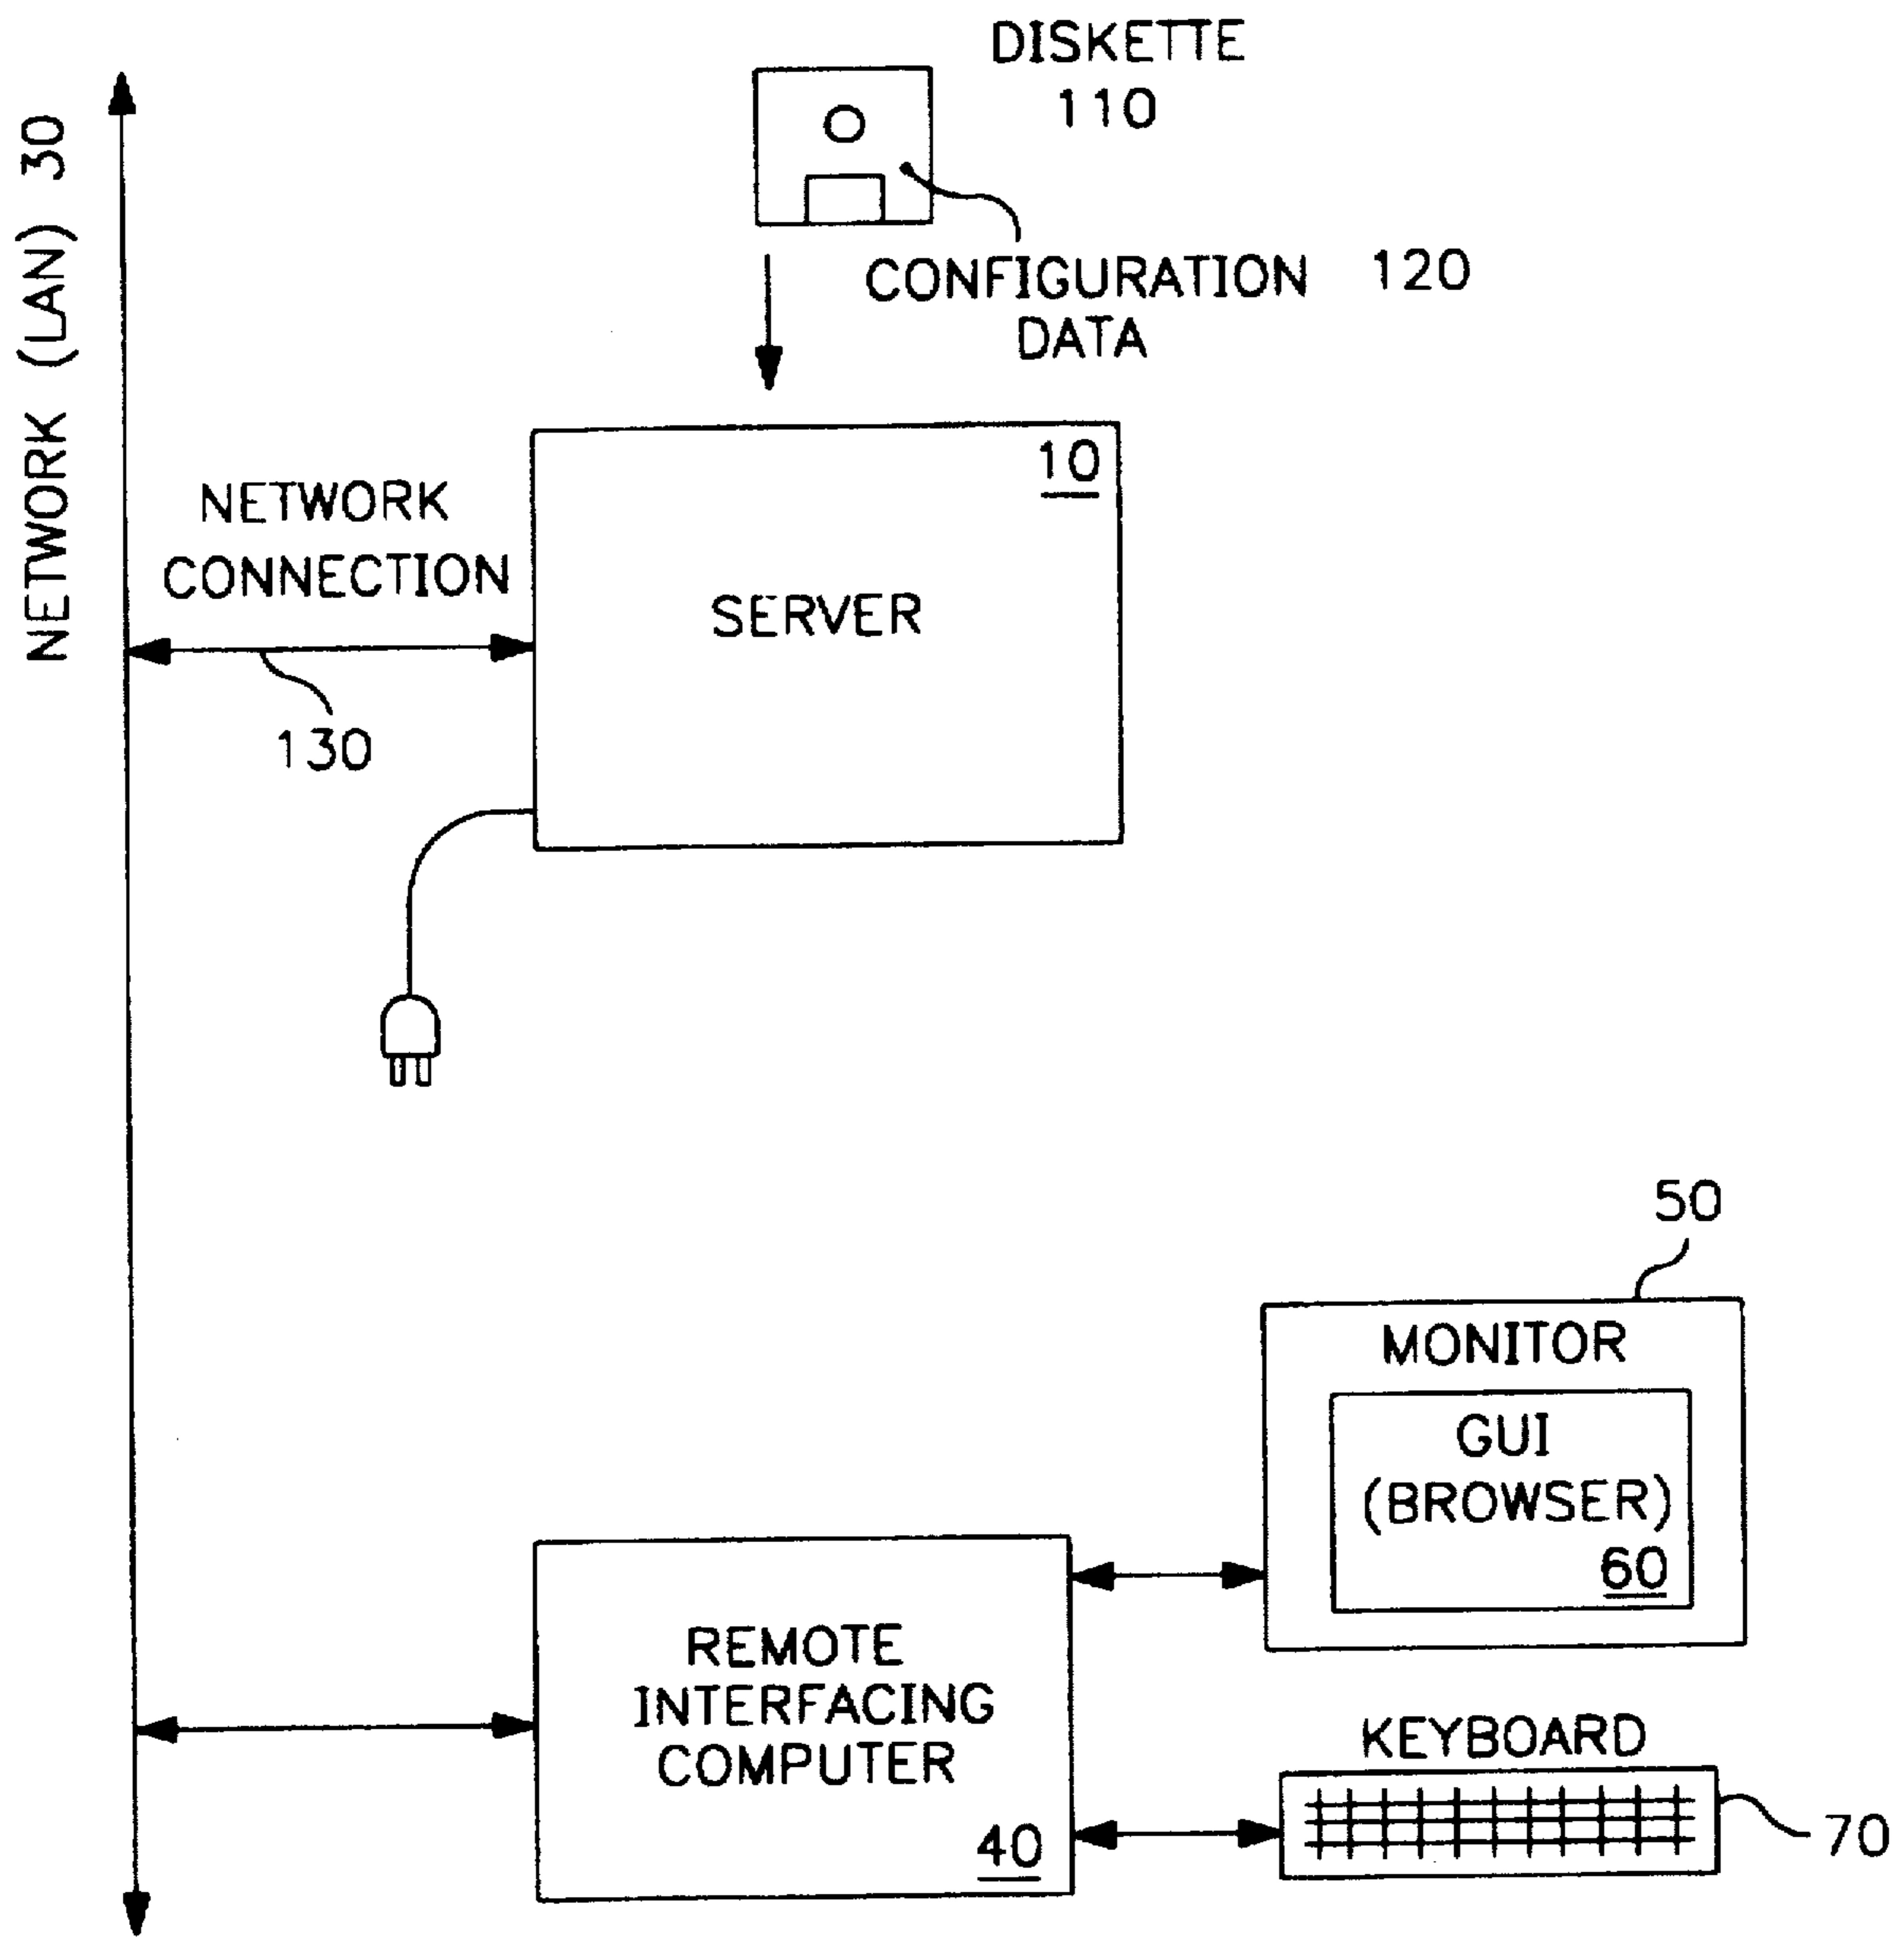 DISKETTE
110
CONFIGURATION 120
DATA
NETWORK (LAN) 30
10
NETWORK
CONNECTION
SERVER
130
50
MONITOR
GUI
(BROWSER)
60
REMOTE
INTERFACING
COMPUTER
40
KEYBOARD
70